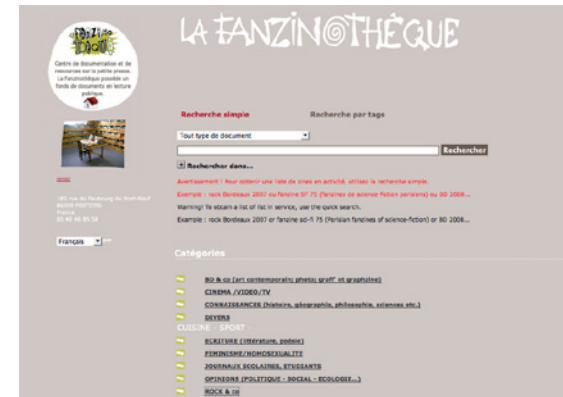 FANZINO
THEQUE
Centre de documentation et de
ressources sur la petite presse.
La Fanzinothèque possède un
fonds de documents en lecture
publique.
185 rue du Faubourg du Pont-Neuf
86000 POITIERS
France
05 49 46 85 58
Français
LA FANZINOTHÈQUE
Recherche simple Recherche par tags
Tout type de document
Rechercher
Rechercher dans...
Avertissement ! Pour obtenir une liste de zines en activité, utilisez la recherche simple.
Exemple : rock Bordeaux 2007 ou fanzine SF 75 (fanzines de science fiction parisiens) ou BD 2008...
Warning! To obtain a list of list in service, use the quick search.
Example : rock Bordeaux 2007 or fanzine sci-fi 75 (Parisian fanzines of science-fiction) or BD 2008...
Catégories
BD & co (art contemporain; photo; graff' et graphzine)
CINEMA /VIDEO/TV
CONNAISSANCES (histoire, géographie, philosophie, sciences etc.)
DIVERS
CUISINE - SPORT -
ECRITURE (littérature, poésie)
FEMINISME/HOMOSEXUALITE
JOURNAUX SCOLAIRES, ETUDIANTS
OPINIONS (POLITIQUE - SOCIAL - ECOLOGIE...)
ROCK & co